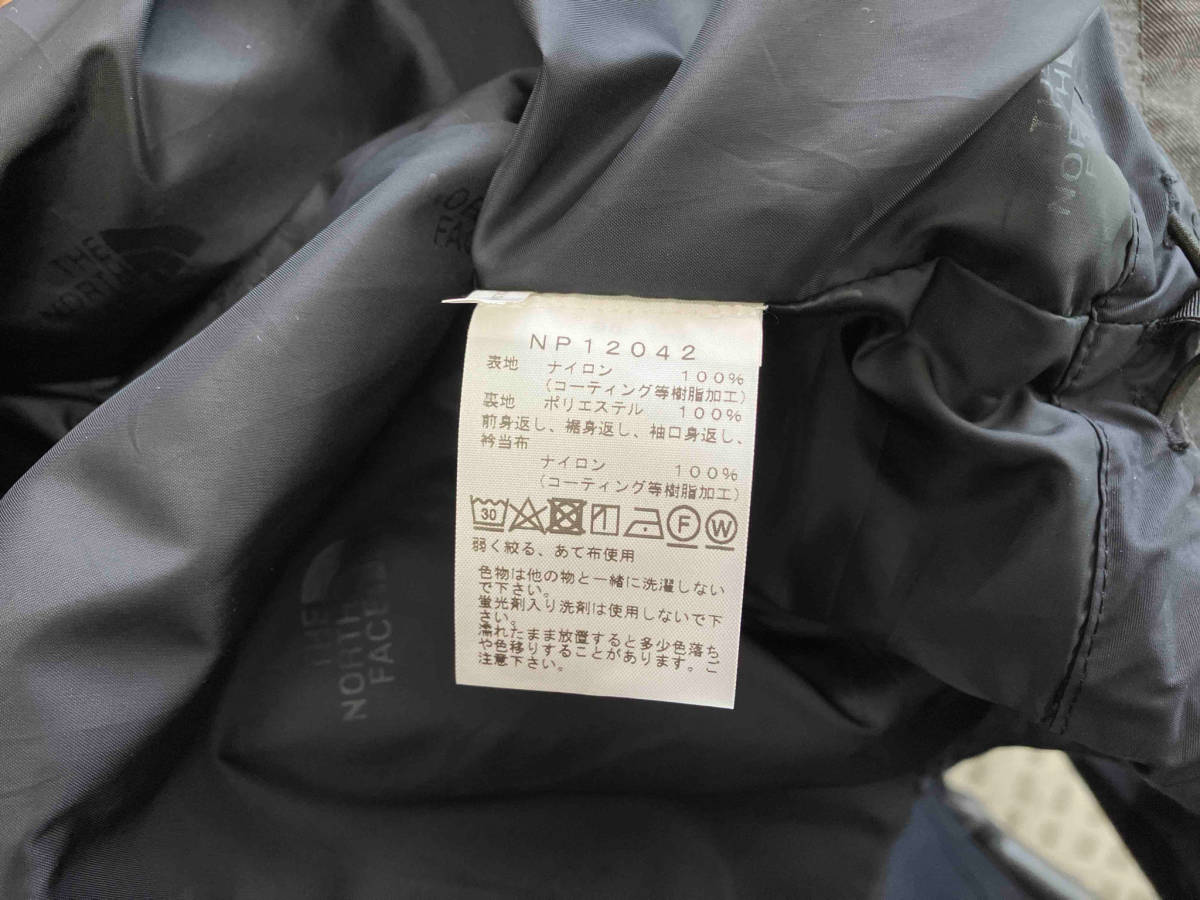 NP12042
表地 ナイロン 100%
(コーティング等樹脂加工)
裏地 ポリエステル 100%
前身返し、裾身返し、袖口身返し、
衿当布
ナイロン 100%
(コーティング等樹脂加工)
30 F W
弱く絞る、あて布使用
色物は他の物と一緒に洗濯しない
で下さい。
蛍光剤入り洗剤は使用しないで下
さい。
濡れたまま放置すると多少色落ち
や色移りすることがあります。ご
注意下さい。
THE
NORTH
THE
NORTH
FACE
THE
NORTH